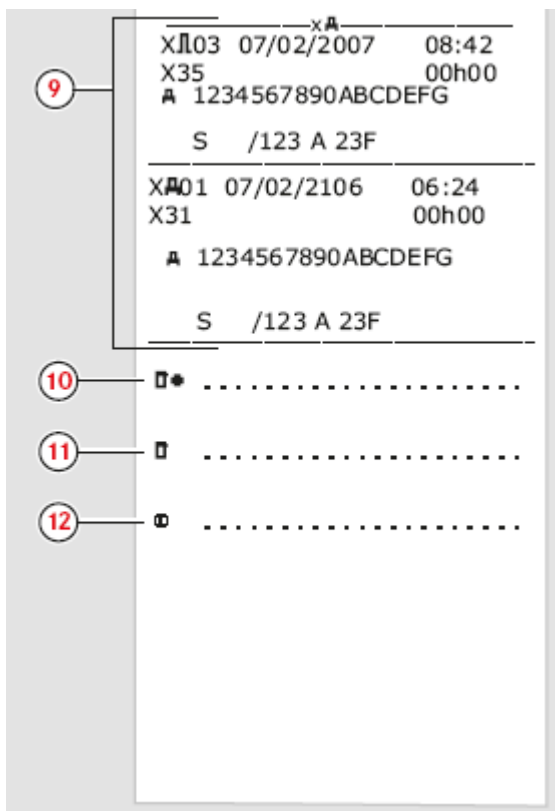 xд
9
X03 07/02/2007 08:42
X35 00h00
1234567890ABCDEFG
S /123 A 23F
X01 07/02/2106 06:24
X31 00h00
1234567890ABCDEFG
S /123 A 23F
10 ......................
11 ......................
12 ......................